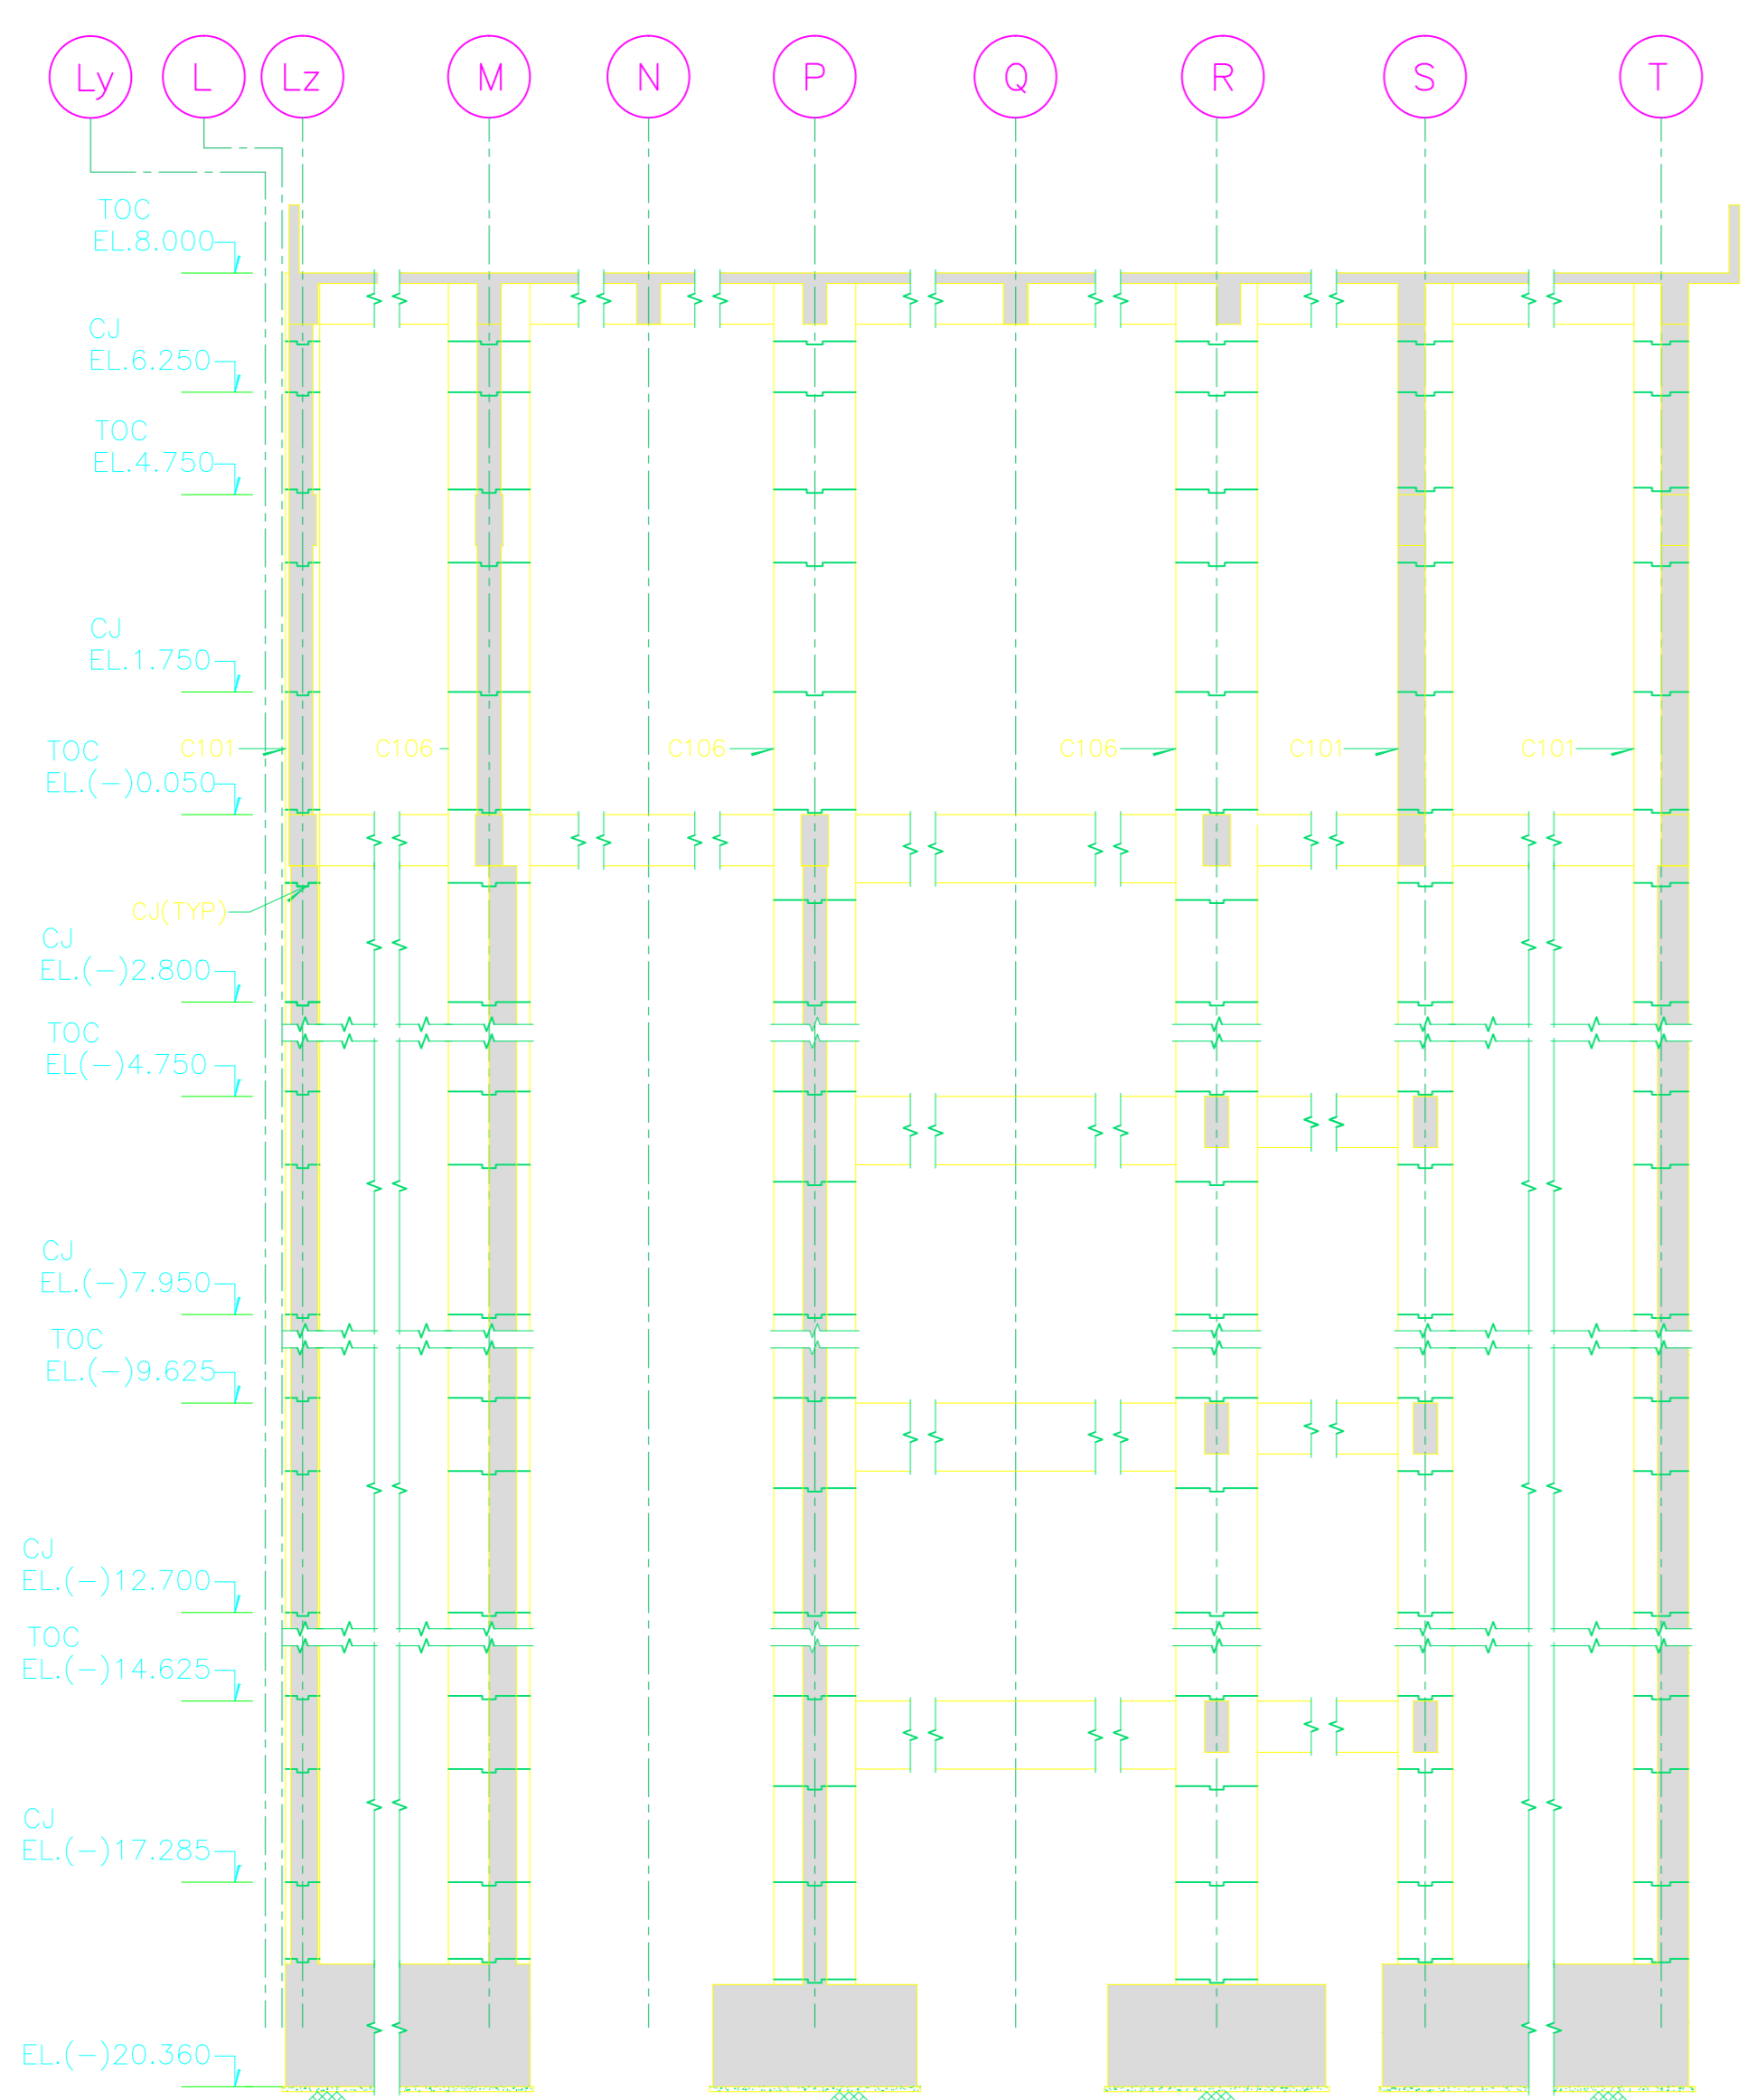 Ly L Lz M N P Q R S T
TOC
EL.8.000
CJ
EL.6.250
TOC
EL.4.750
CJ
EL.1.750
TOC
EL.(-)0.050
C101 C106 C106 C106 C101 C101
CJ(TYP)
CJ
EL.(-)2.800
TOC
EL(-)4.750
CJ
EL.(-)7.950
TOC
EL.(-)9.625
CJ
EL.(-)12.700
TOC
EL.(-)14.625
CJ
EL.(-)17.285
EL.(-)20.360